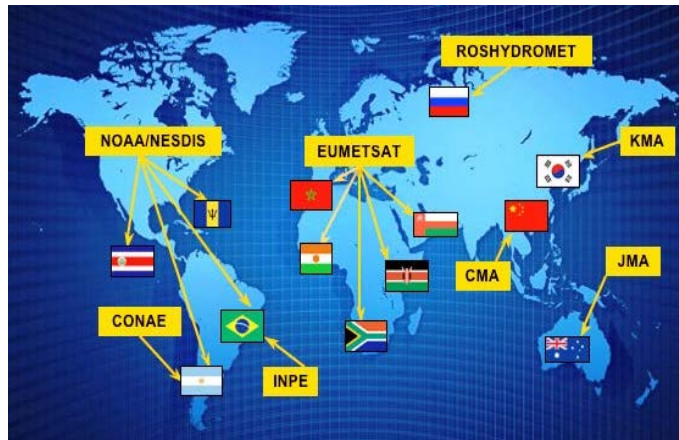 ROSHYDROMET
NOAA/NESDIS
EUMETSAT
KMA
CMA
JMA
CONAE
INPE